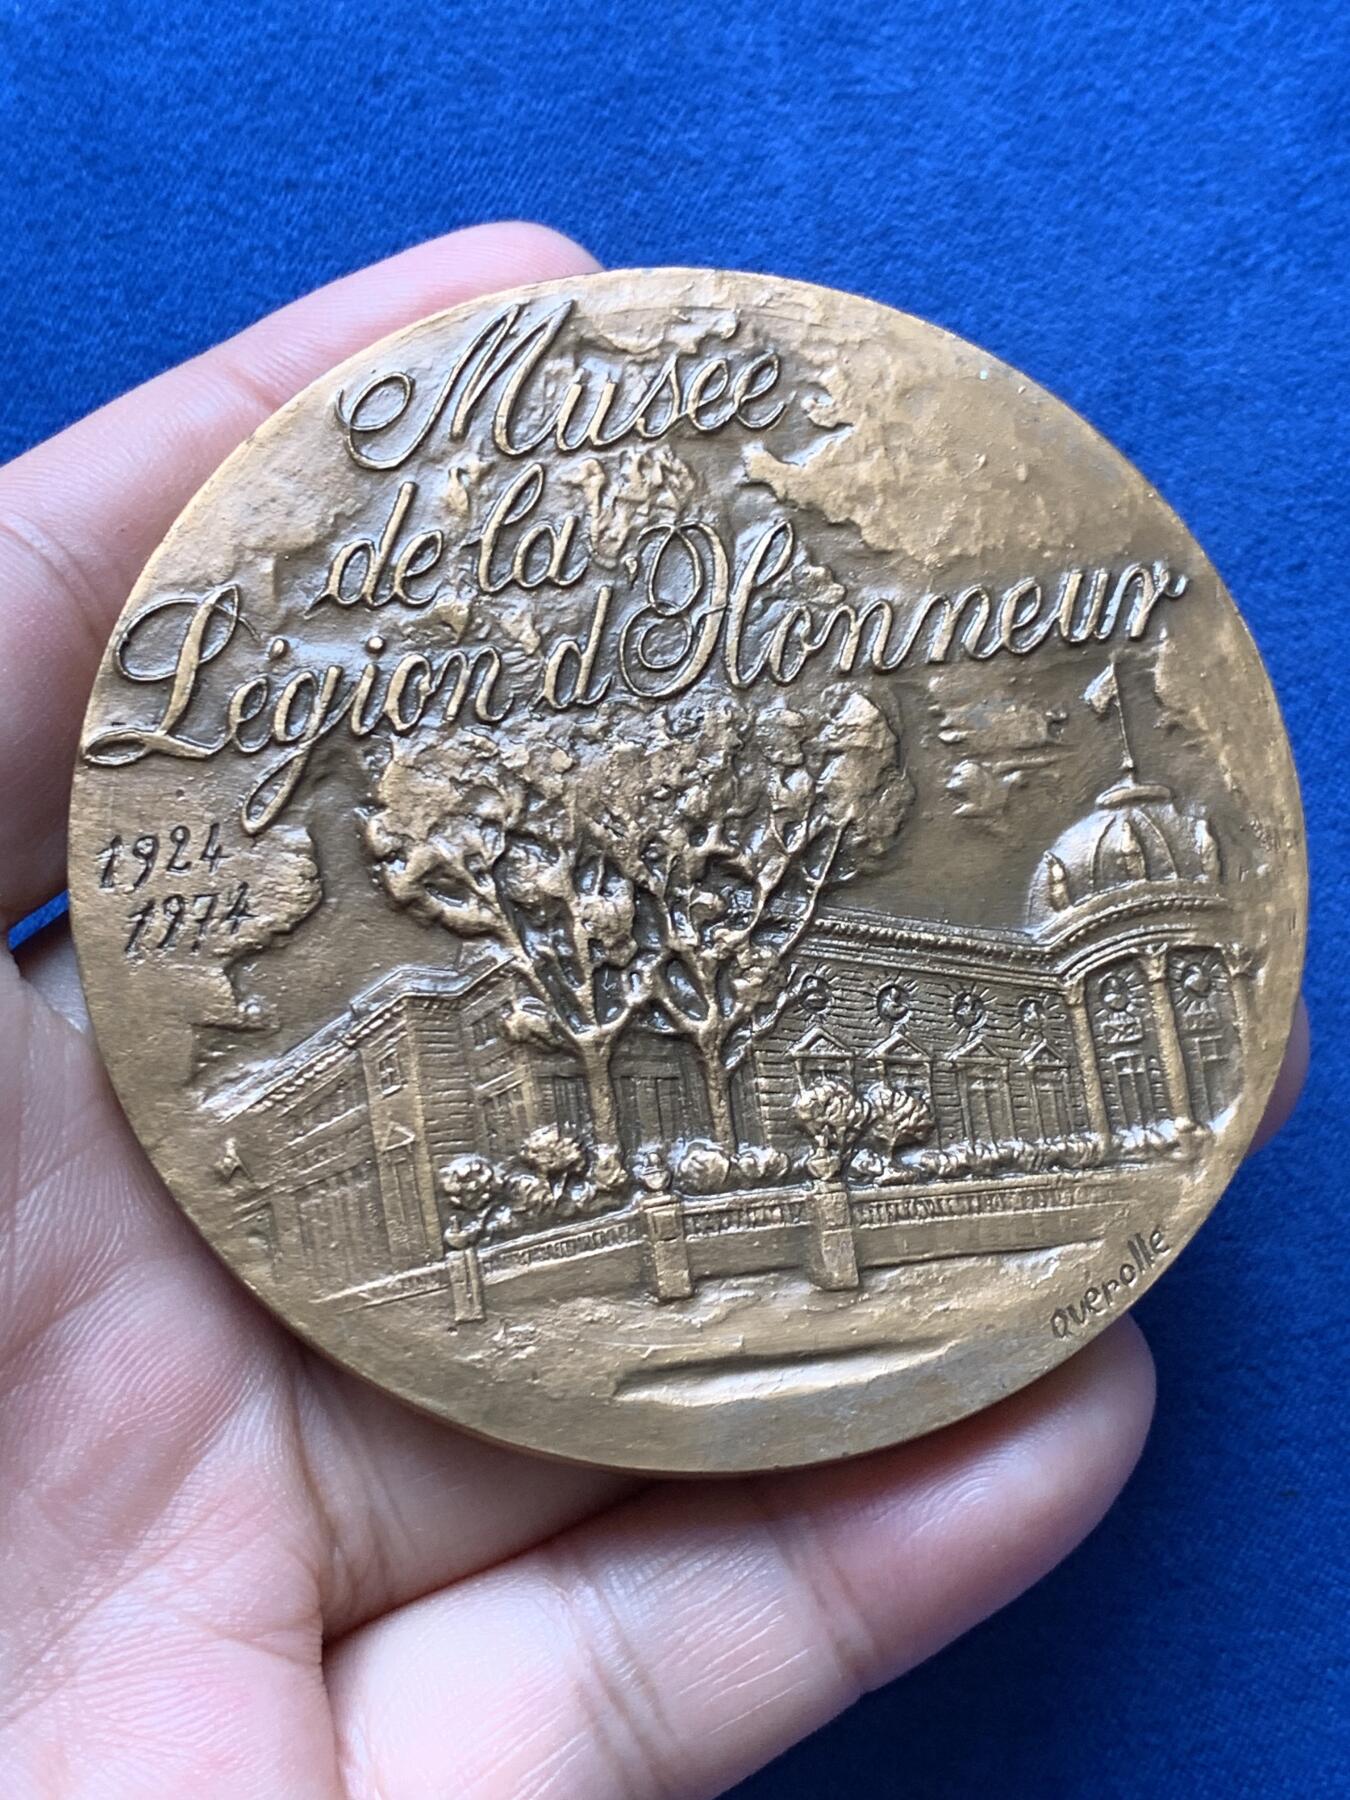 Musée
de la
Légion d'Honneur
1924
1974
Querolle